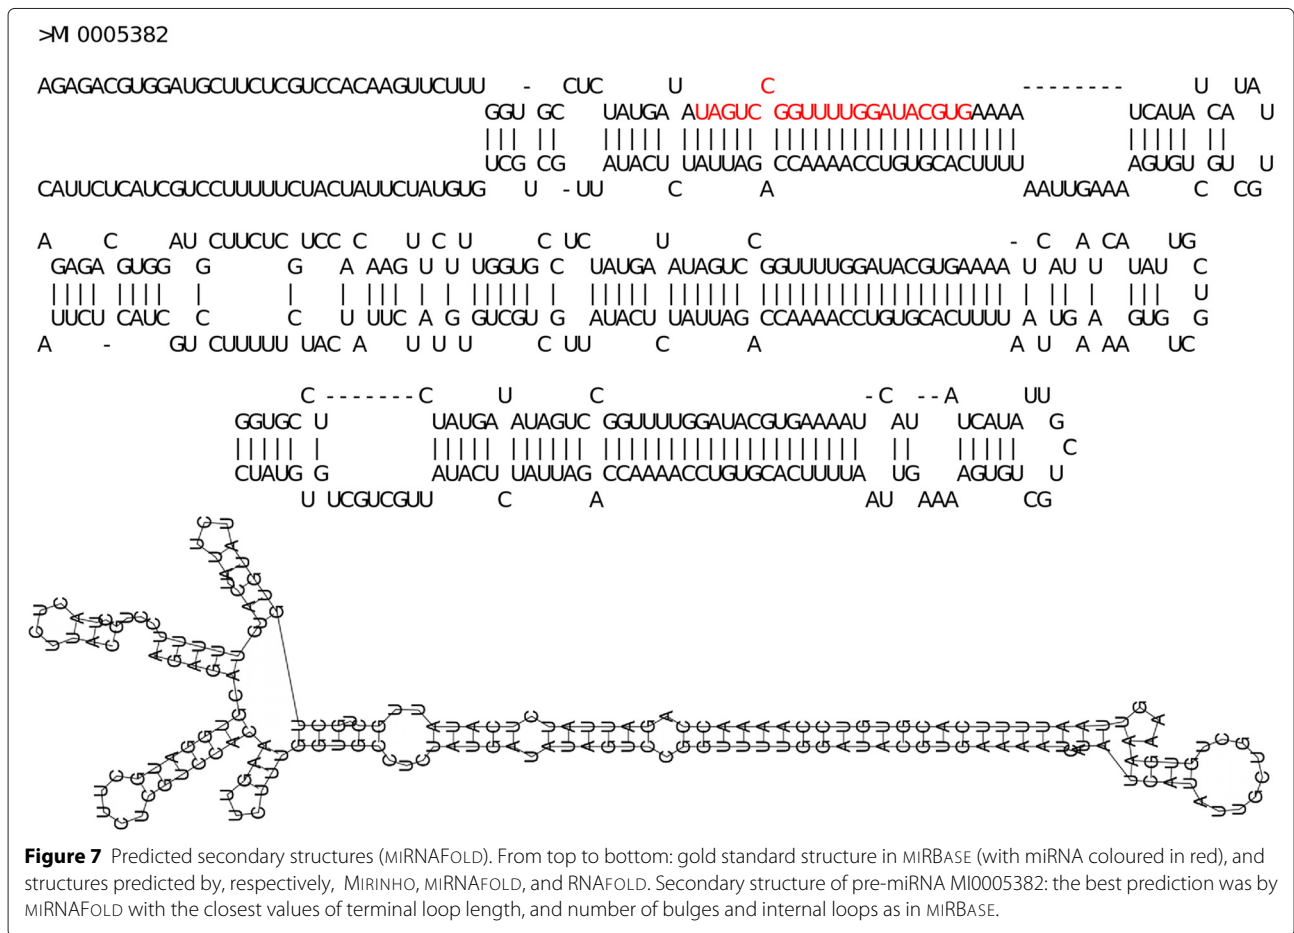 >MI 0005382
AGAGACGUGGAUGCUUCUCGUCCACAAGUUCUUU - CUC U C -------- U UA
GGU GC UAUGA AUAGUC GGUUUUGGAUACGUGAAAA UCAUA CA U
||| || ||||| |||||| ||||||||||||||||||| ||||| || |
UCG CG AUACU UAUUAG CCAAAACCUGUGCACUUUU AGUGU GU U
CAUUCUCAUCGUCCUUUUUCUACUAUUCUAUGUG U -UU C A AAUUGAAA C CG
A C AU CUUCUC UCC C U C U C UC U C - C A CA UG
GAGA GUGG G G A AAG U U UGGUG C UAUGA AUAGUC GGUUUUGGAUACGUGAAAA U AU U UAU C
|||| |||| | | | ||| | | ||||| | ||||| |||||| ||||||||||||||||||| | || | ||| U
UUCU CAUC C C U UUC A G GUCGU G AUACU UAUUAG CCAAAACCUGUGCACUUUU A UG A GUG G
A - GU CUUUUU UAC A U U U C UU C A A U A AA UC
C -------C U C -C --A UU
GGUGC U UAUGA AUAGUC GGUUUUGGAUACGUGAAAAU AU UCAUA G
||||| | ||||| |||||| |||||||||||||||||||| || ||||| C
CUAUG G AUACU UAUUAG CCAAAACCUGUGCACUUUUA UG AGUGU U
U UCGUCGUU C A AU AAA CG
Figure 7 Predicted secondary structures (MIRNAFOLD). From top to bottom: gold standard structure in MIRBASE (with miRNA coloured in red), and
structures predicted by, respectively, MIRINHO, MIRNAFOLD, and RNAFOLD. Secondary structure of pre-miRNA MI0005382: the best prediction was by
MIRNAFOLD with the closest values of terminal loop length, and number of bulges and internal loops as in MIRBASE.